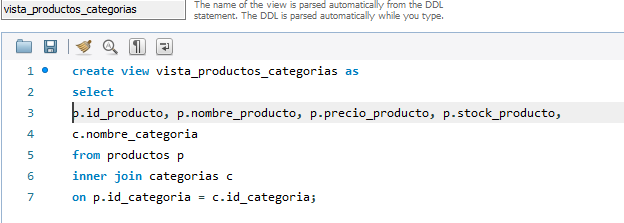 vista_productos_categorias
The name of the view is parsed automatically from the DDL
statement. The DDL is parsed automatically while you type.
1 create view vista_productos_categorias as
2 select
3 p.id_producto, p.nombre_producto, p.precio_producto, p.stock_producto,
4 c.nombre_categoria
5 from productos p
6 inner join categorias c
7 on p.id_categoria = c.id_categoria;